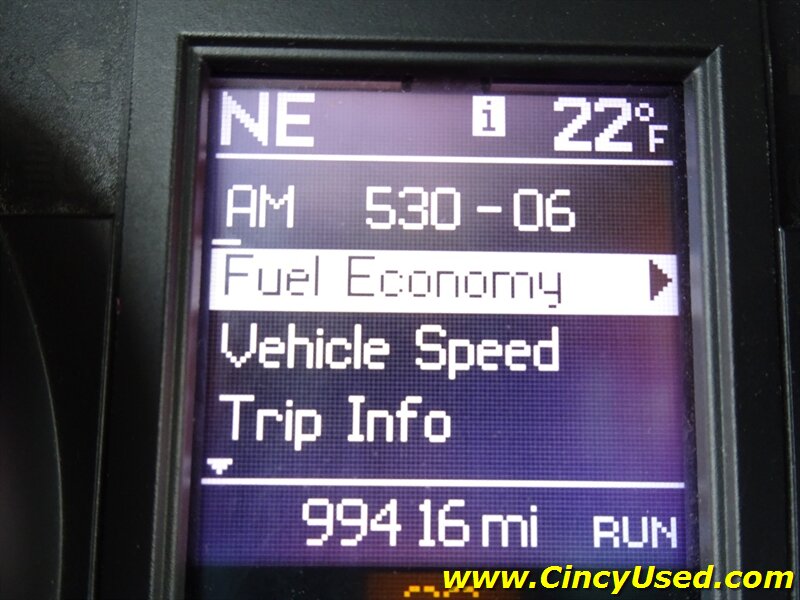 NE i 22°F
AM 530-06
Fuel Economy
Vehicle Speed
Trip Info
99416 mi RUN
www.CincyUsed.com